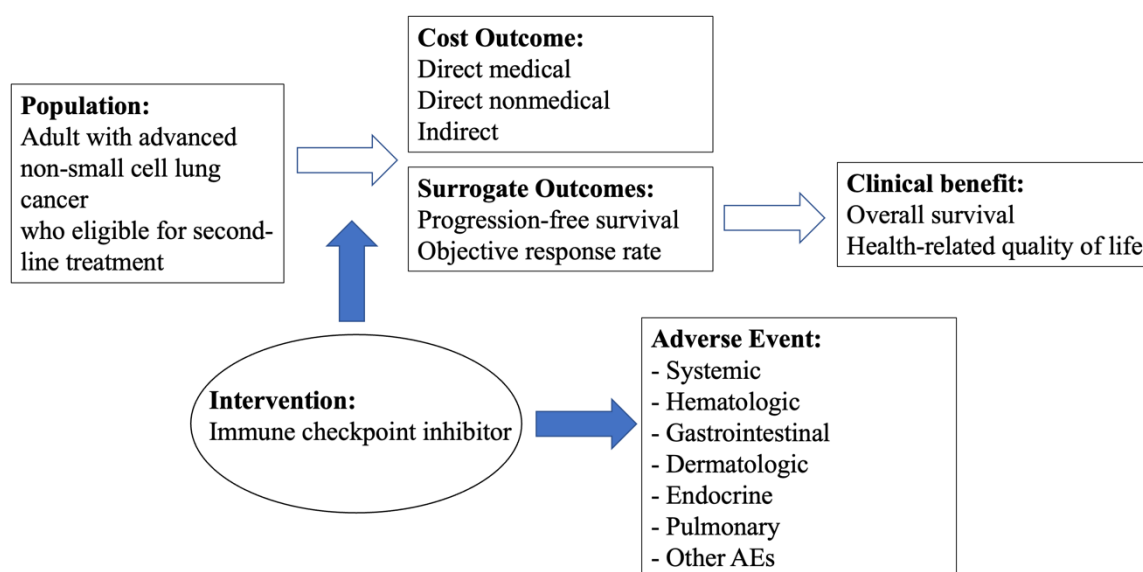 Population:
Adult with advanced
non-small cell lung
cancer
who eligible for second-
line treatment
Cost Outcome:
Direct medical
Direct nonmedical
Indirect
Surrogate Outcomes:
Progression-free survival
Objective response rate
Clinical benefit:
Overall survival
Health-related quality of life
Intervention:
Immune checkpoint inhibitor
Adverse Event:
- Systemic
- Hematologic
- Gastrointestinal
- Dermatologic
- Endocrine
- Pulmonary
- Other AEs